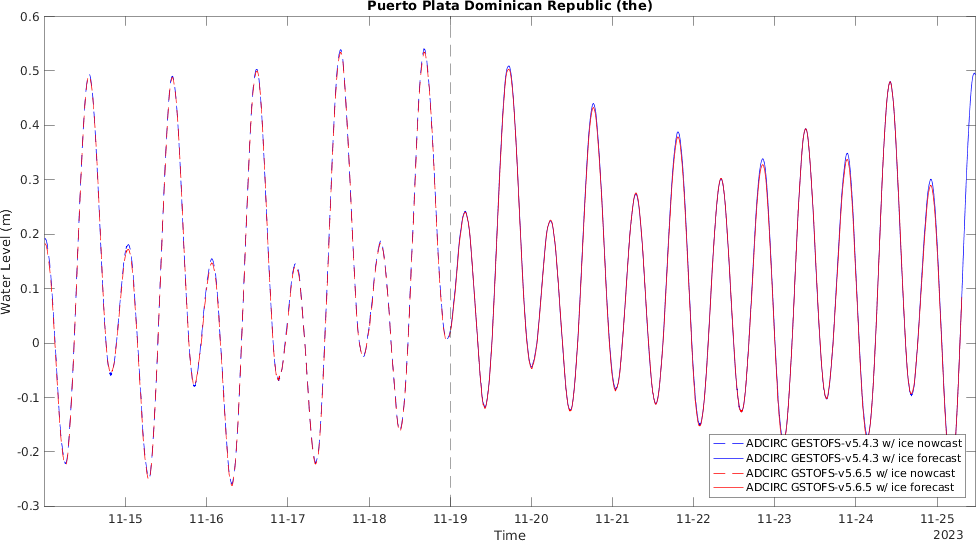 Puerto Plata Dominican Republic (the)
0.6
0.5
0.4
0.3
0.2
0.1
0
-0.1
-0.2
-0.3
Water Level (m)
ADCIRC GESTOFS-v5.4.3 w/ ice nowcast
ADCIRC GESTOFS-v5.4.3 w/ ice forecast
ADCIRC GSTOFS-v5.6.5 w/ ice nowcast
ADCIRC GSTOFS-v5.6.5 w/ ice forecast
11-15 11-16 11-17 11-18 11-19 11-20 11-21 11-22 11-23 11-24 11-25
Time
2023